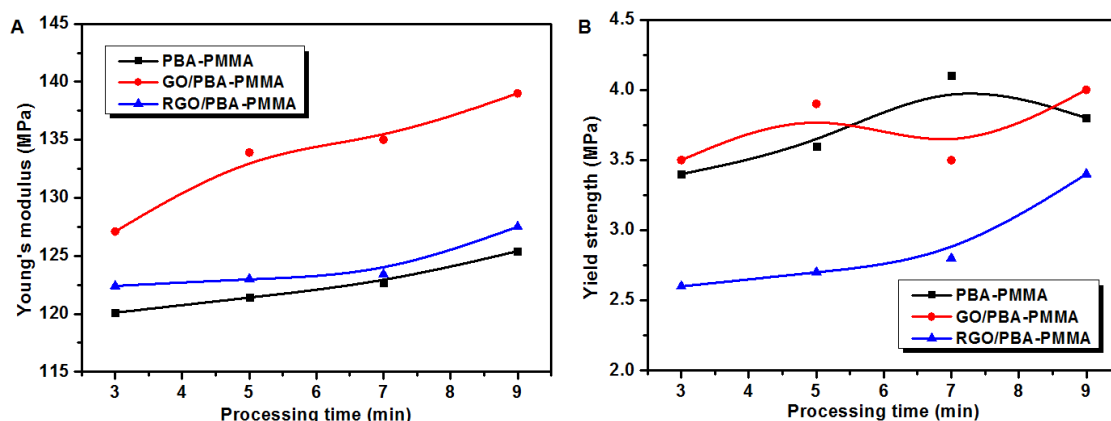 A
Young's modulus (MPa)
145
140
135
130
125
120
115
PBA-PMMA
GO/PBA-PMMA
RGO/PBA-PMMA
3 4 5 6 7 8 9
Processing time (min)
B
Yield strength (MPa)
4.5
4.0
3.5
3.0
2.5
2.0
PBA-PMMA
GO/PBA-PMMA
RGO/PBA-PMMA
3 4 5 6 7 8 9
Processing time (min)